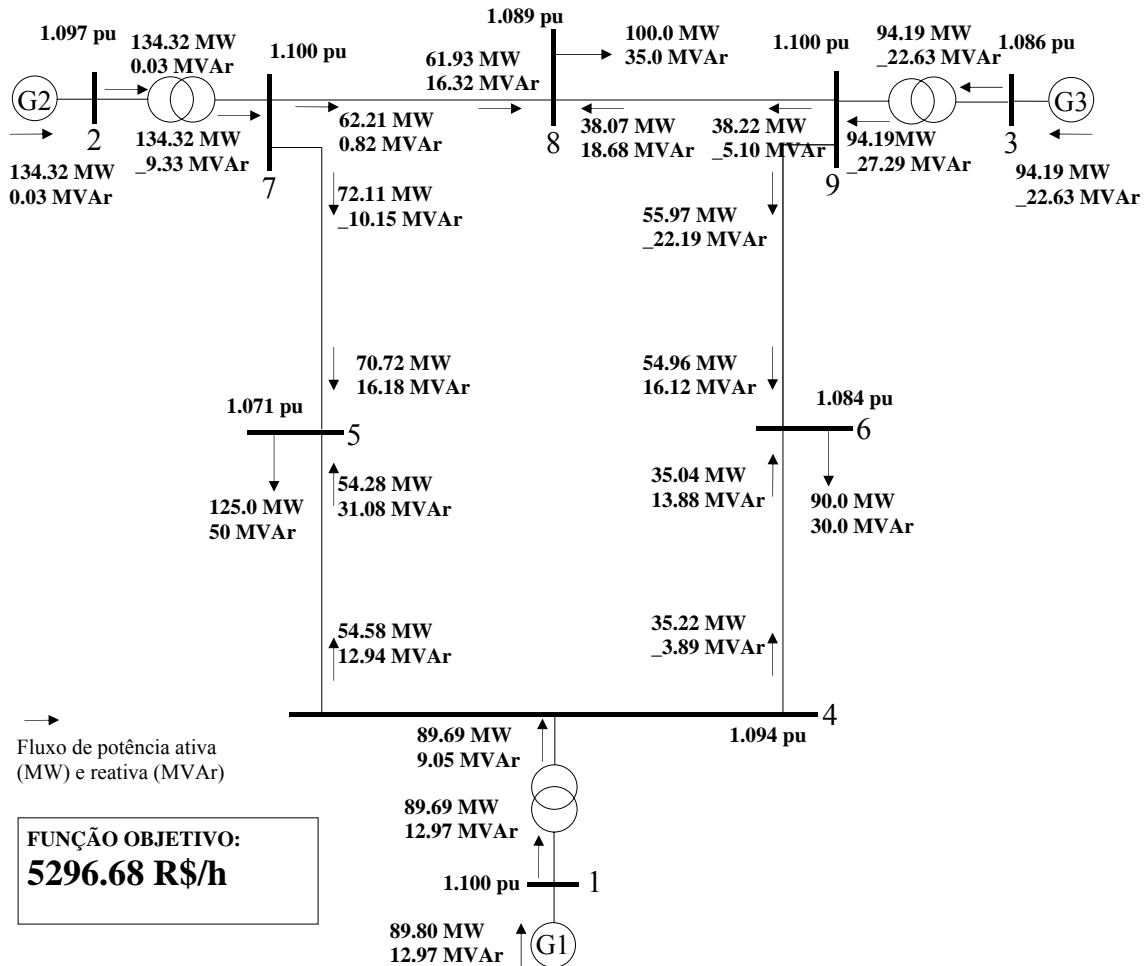 1.097 pu
134.32 MW
0.03 MVAr
1.100 pu
61.93 MW
16.32 MVAr
1.089 pu
100.0 MW
35.0 MVAr
1.100 pu
94.19 MW
_22.63 MVAr
1.086 pu
G2
2
134.32 MW
0.03 MVAr
134.32 MW
_9.33 MVAr
7
62.21 MW
0.82 MVAr
8
38.07 MW
18.68 MVAr
38.22 MW
_5.10 MVAr
9
94.19MW
_27.29 MVAr
3
G3
94.19 MW
_22.63 MVAr
72.11 MW
_10.15 MVAr
55.97 MW
_22.19 MVAr
70.72 MW
16.18 MVAr
54.96 MW
16.12 MVAr
1.071 pu
5
1.084 pu
6
125.0 MW
50 MVAr
54.28 MW
31.08 MVAr
35.04 MW
13.88 MVAr
90.0 MW
30.0 MVAr
54.58 MW
12.94 MVAr
35.22 MW
_3.89 MVAr
4
1.094 pu
Fluxo de potência ativa
(MW) e reativa (MVAr)
89.69 MW
9.05 MVAr
89.69 MW
12.97 MVAr
FUNÇÃO OBJETIVO:
5296.68 R$/h
1.100 pu
1
89.80 MW
12.97 MVAr
G1